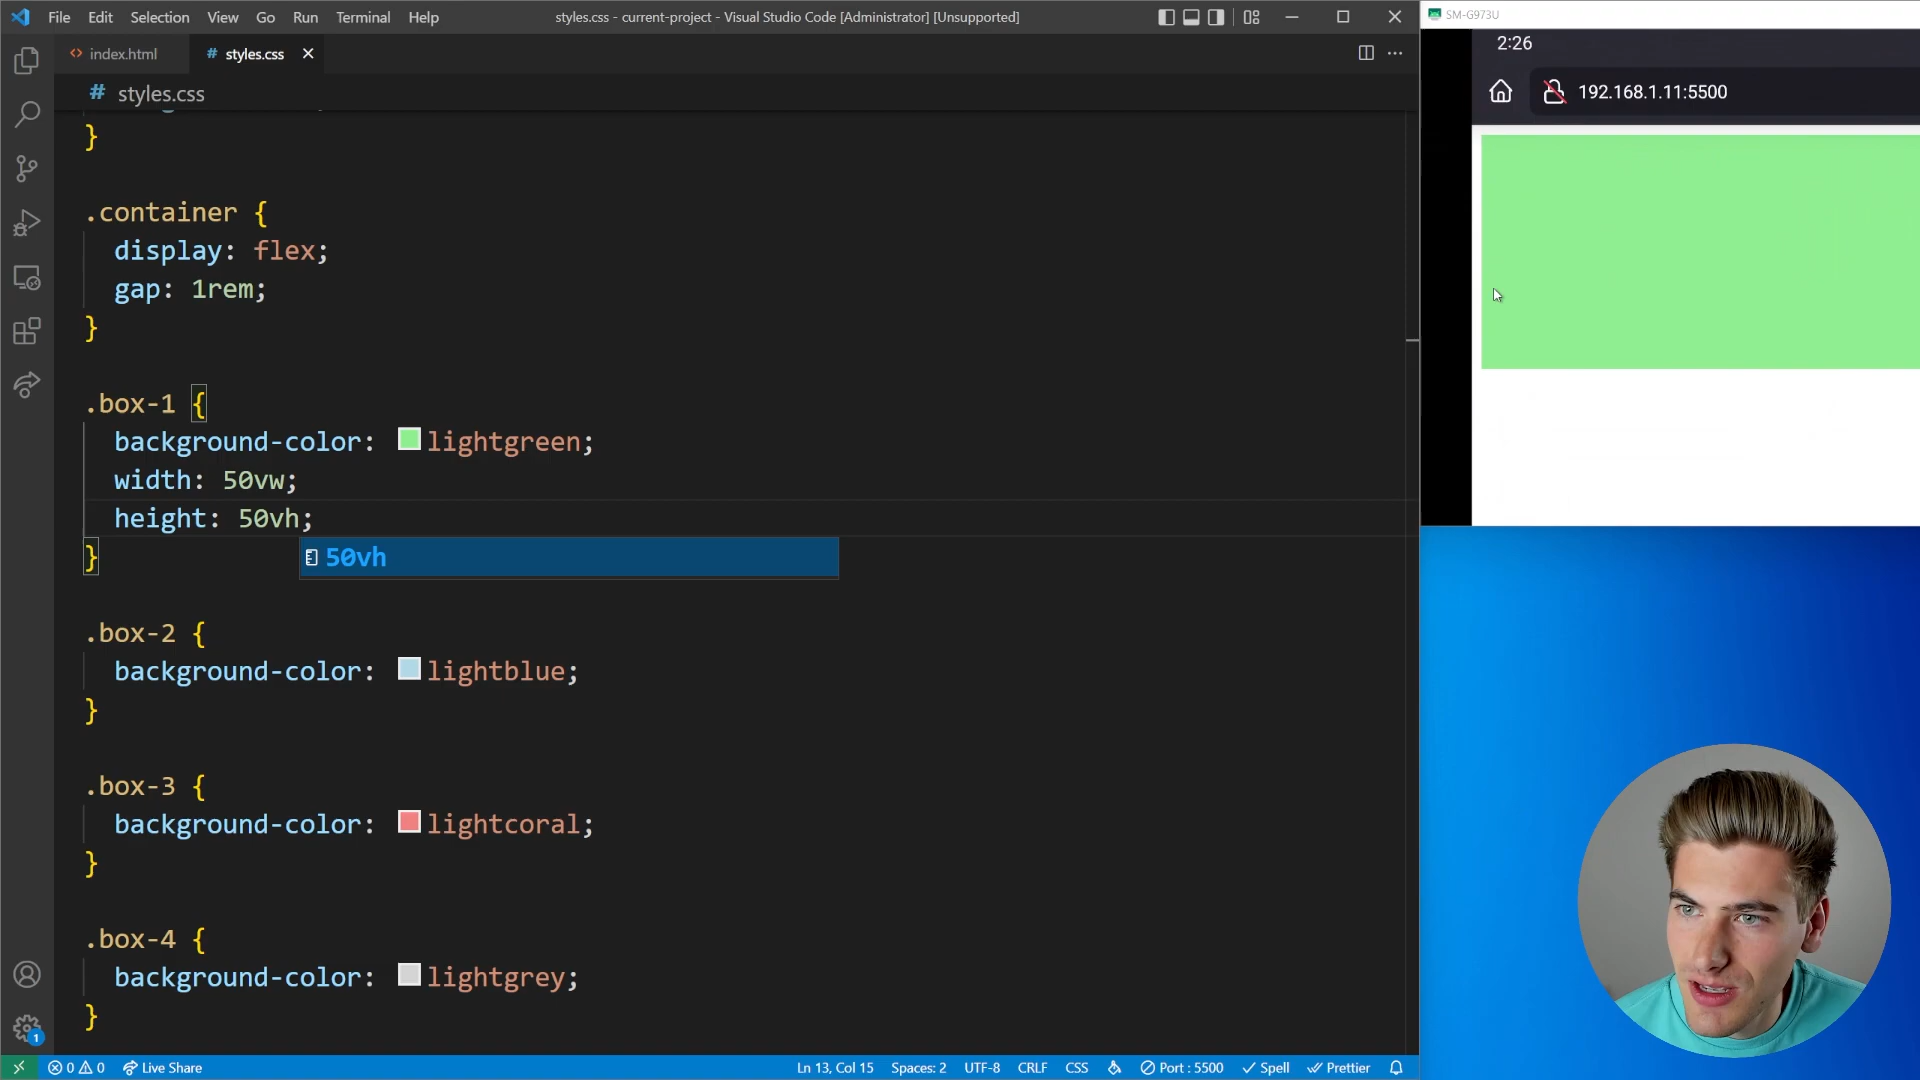 File Edit Selection View Go Run Terminal Help
styles.css - current-project - Visual Studio Code [Administrator] [Unsupported]
SM-G973U
index.html
# styles.css
2:26
# styles.css
192.168.1.11:5500
}
.container {
display: flex;
gap: 1rem;
}
.box-1 {
background-color: lightgreen;
width: 50vw;
height: 50vh;
}
50vh
.box-2 {
background-color: lightblue;
}
.box-3 {
background-color: lightcoral;
}
.box-4 {
background-color: lightgrey;
}
1
0 0 Live Share
Ln 13, Col 15 Spaces: 2 UTF-8 CRLF CSS Port : 5500 Spell Prettier